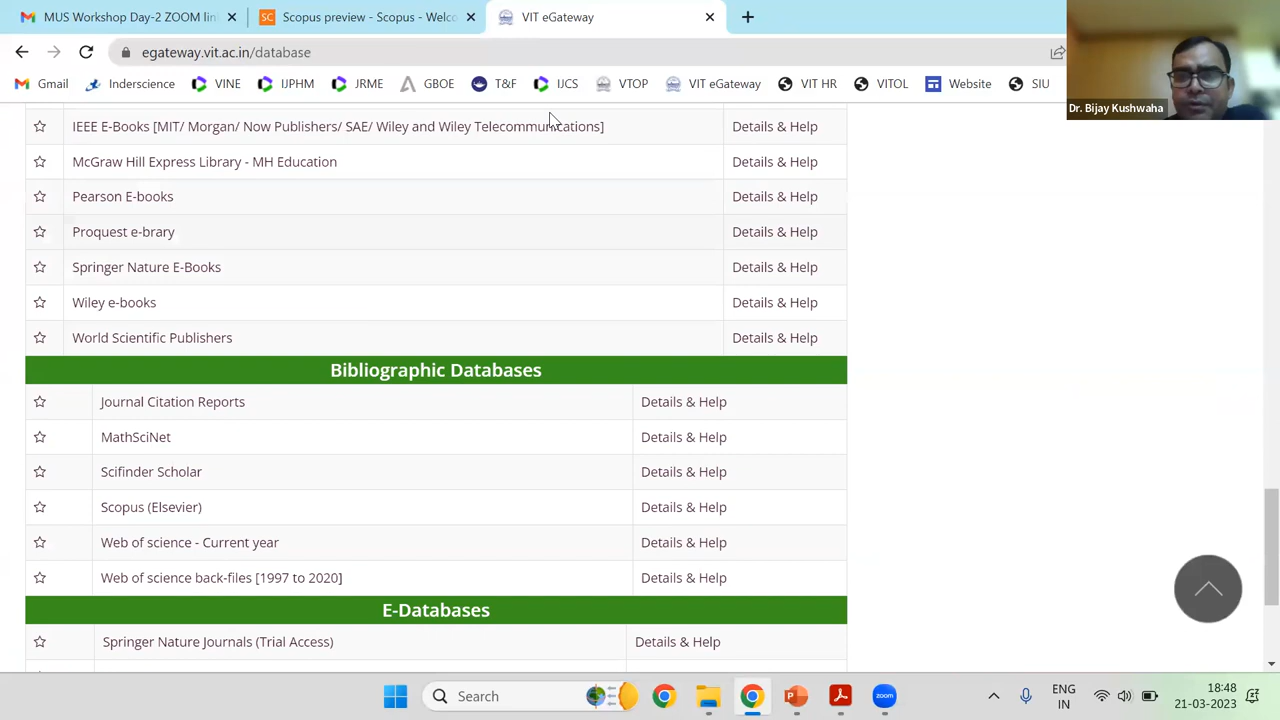 MUS Workshop Day-2 ZOOM lin
SC Scopus preview - Scopus - Welco
VIT eGateway
egateway.vit.ac.in/database
Gmail
Inderscience
VINE
IJPHM
JRME
GBOE
T&F
IJCS
VTOP
VIT eGateway
VIT HR
VITOL
Website
SIU
Dr. Bijay Kushwaha
IEEE E-Books [MIT/ Morgan/ Now Publishers/ SAE/ Wiley and Wiley Telecommunications] Details & Help
McGraw Hill Express Library - MH Education Details & Help
Pearson E-books Details & Help
Proquest e-brary Details & Help
Springer Nature E-Books Details & Help
Wiley e-books Details & Help
World Scientific Publishers Details & Help
Bibliographic Databases
Journal Citation Reports Details & Help
MathSciNet Details & Help
Scifinder Scholar Details & Help
Scopus (Elsevier) Details & Help
Web of science - Current year Details & Help
Web of science back-files [1997 to 2020] Details & Help
E-Databases
Springer Nature Journals (Trial Access) Details & Help
Search
zoom
ENG
IN
18:48
21-03-2023